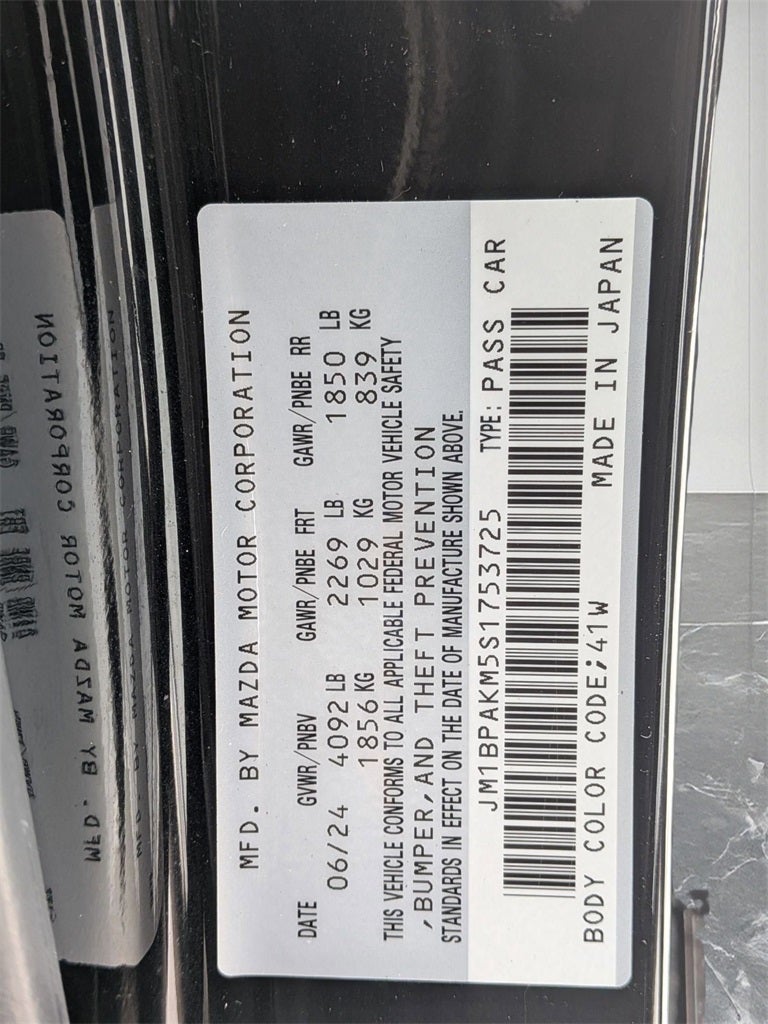 MFD. BY MAZDA MOTOR CORPORATION
DATE GVWR/PNBV GAWR/PNBE FRT GAWR/PNBE RR
06/24 4092 LB 2269 LB 1850 LB
1856 KG 1029 KG 839 KG
THIS VEHICLE CONFORMS TO ALL APPLICABLE FEDERAL MOTOR VEHICLE SAFETY
,BUMPER,AND THEFT PREVENTION
STANDARDS IN EFFECT ON THE DATE OF MANUFACTURE SHOWN ABOVE.
JM1BPAKM5S1753725 TYPE: PASS CAR
BODY COLOR CODE;41W MADE IN JAPAN
MFD. BY MAZDA MOTOR CORPORATION